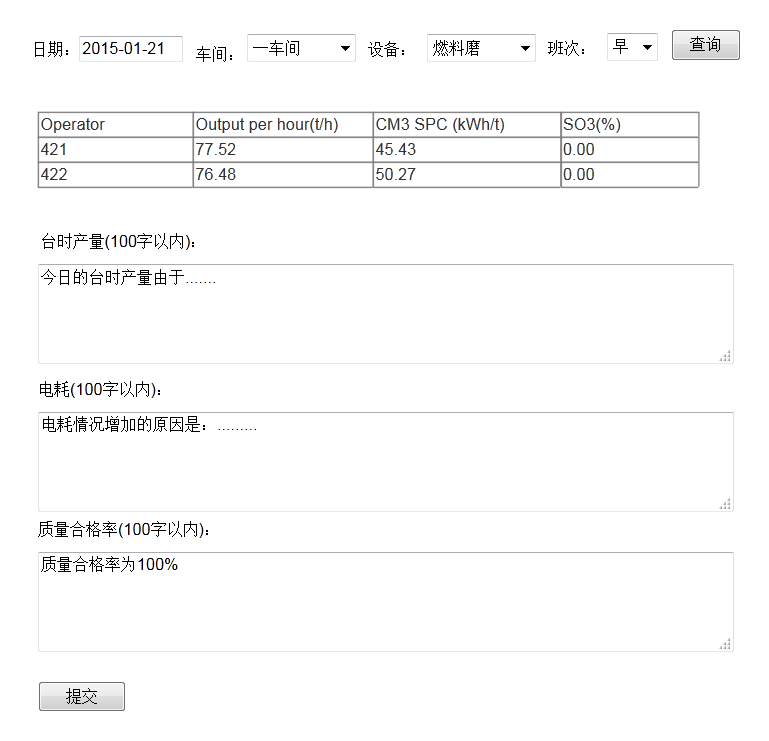 日期： 2015-01-21 车间： 一车间 设备： 燃料磨 班次： 早 查询
Operator Output per hour(t/h) CM3 SPC (kWh/t) SO3(%)
421 77.52 45.43 0.00
422 76.48 50.27 0.00
台时产量(100字以内)：
今日的台时产量由于.......
电耗(100字以内)：
电耗情况增加的原因是：.........
质量合格率(100字以内)：
质量合格率为100%
提交